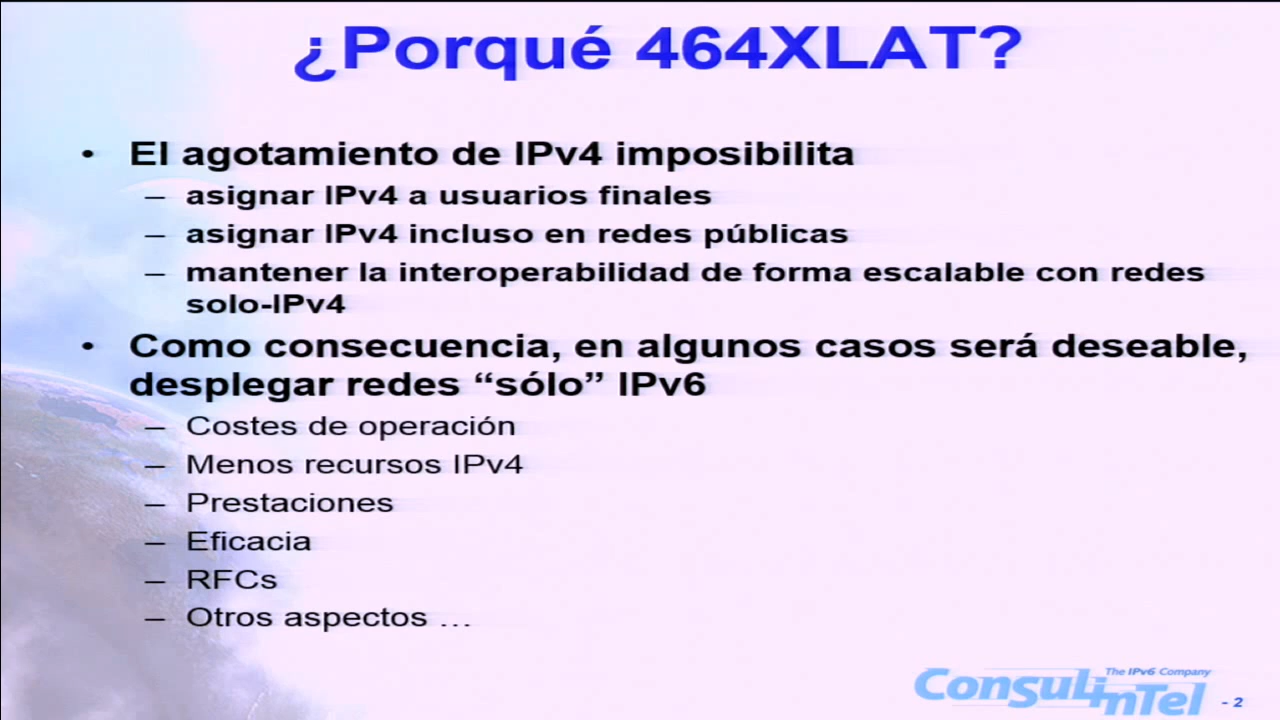 ¿Porqué 464XLAT?
• El agotamiento de IPv4 imposibilita
– asignar IPv4 a usuarios finales
– asignar IPv4 incluso en redes públicas
– mantener la interoperabilidad de forma escalable con redes
solo-IPv4
• Como consecuencia, en algunos casos será deseable,
desplegar redes “sólo” IPv6
– Costes de operación
– Menos recursos IPv4
– Prestaciones
– Eficacia
– RFCs
– Otros aspectos ...
The IPv6 Company
ConsulintTel
- 2